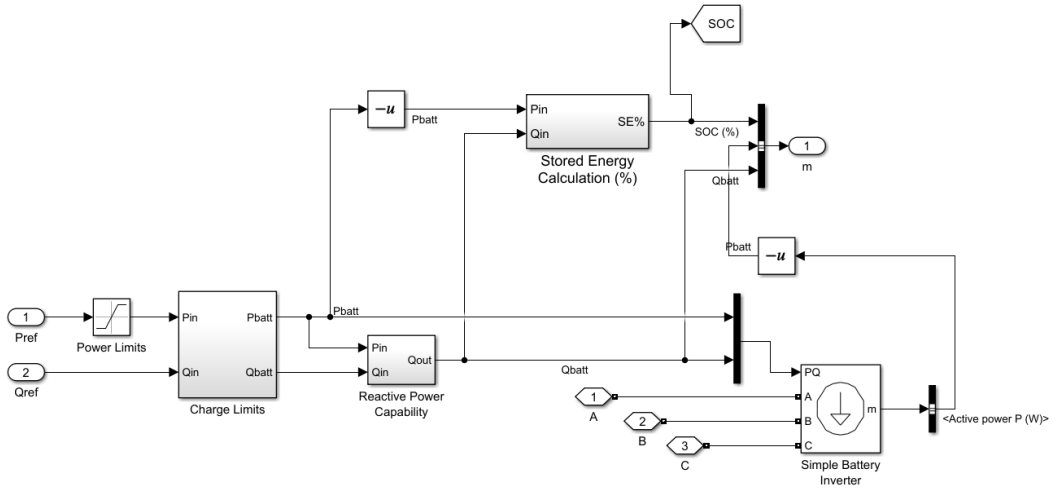 SOC
-u
Pbatt
Pin
Qin
SE%
Stored Energy
Calculation (%)
SOC (%)
Qbatt
1
m
Pbatt
-u
1
Pref
Power Limits
2
Qref
Pin
Qin
Pbatt
Qbatt
Charge Limits
Pbatt
Pin
Qin
Qout
Reactive Power
Capability
Qbatt
1
A
2
B
3
C
PQ
A
B
C
m
Simple Battery
Inverter
<Active power P (W)>